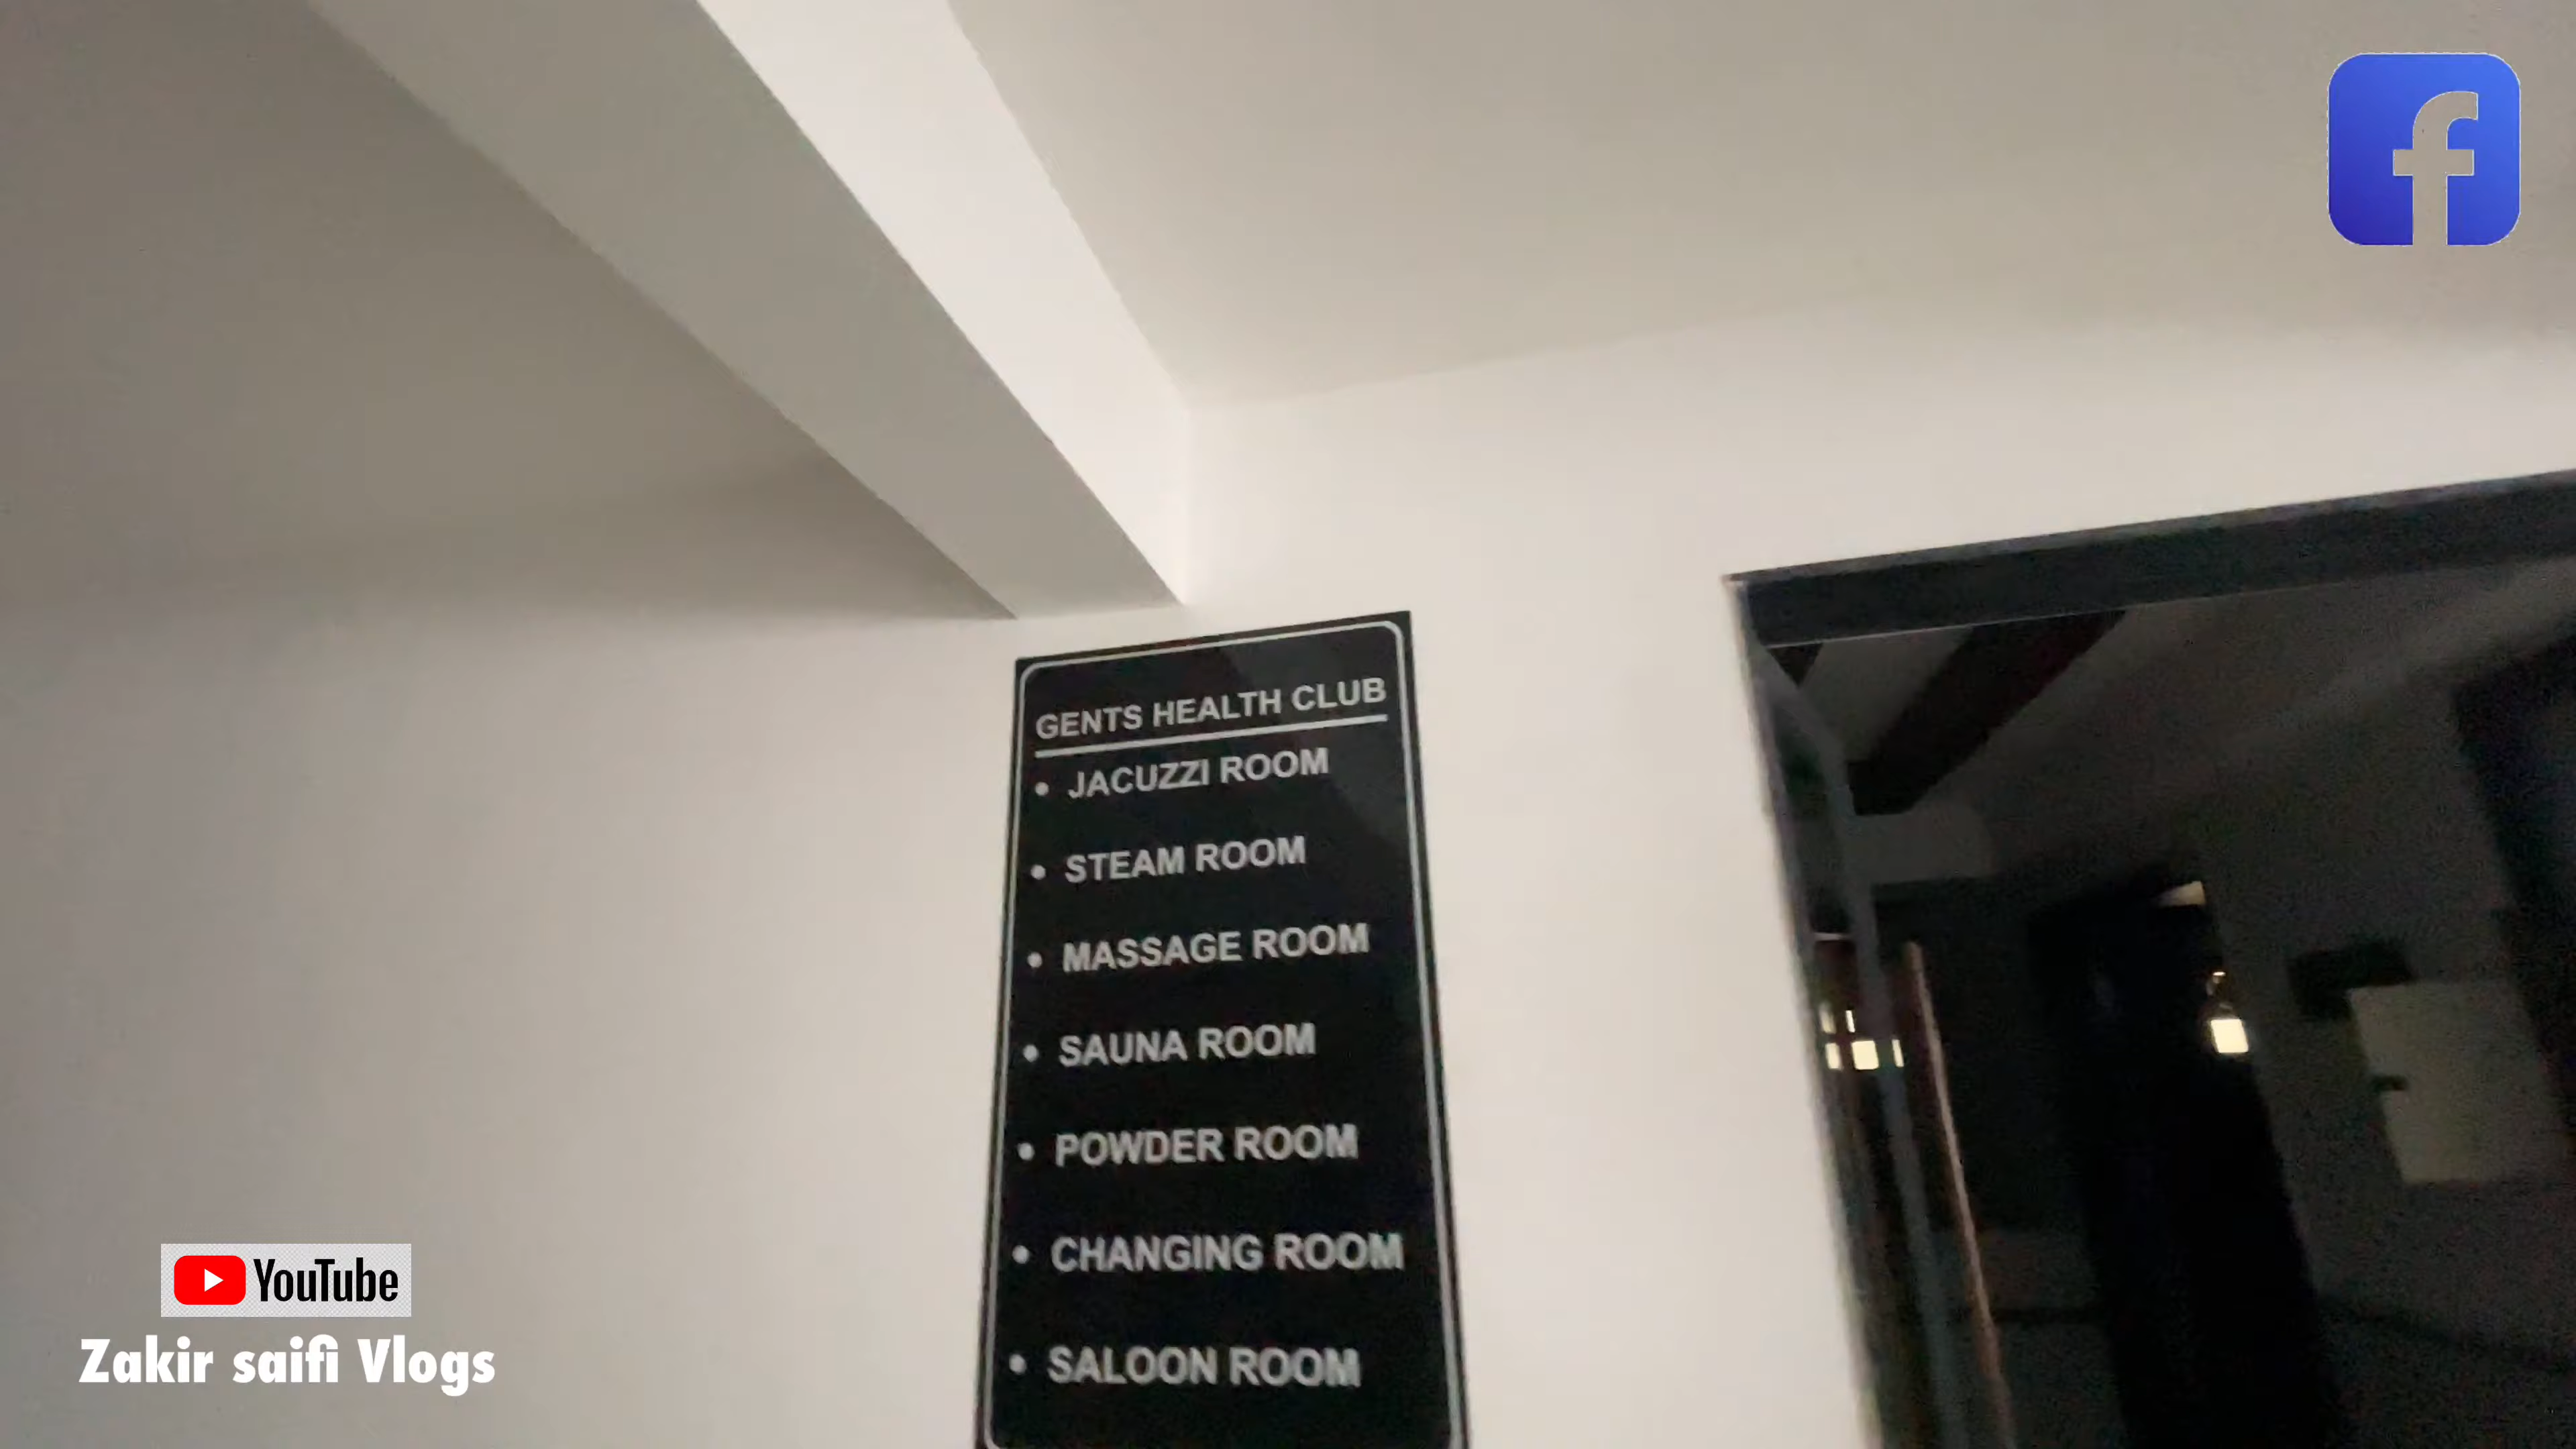 GENTS HEALTH CLUB
• JACUZZI ROOM
• STEAM ROOM
• MASSAGE ROOM
• SAUNA ROOM
• POWDER ROOM
• CHANGING ROOM
• SALOON ROOM
YouTube
Zakir saifi Vlogs